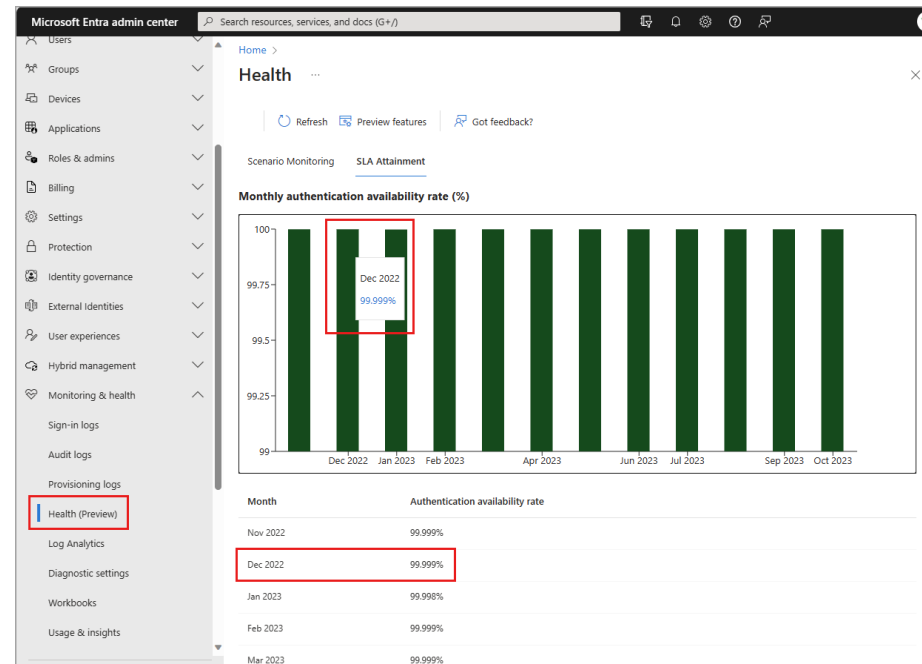 Microsoft Entra admin center
Search resources, services, and docs (G+/)
Users
Groups
Devices
Applications
Roles & admins
Billing
Settings
Protection
Identity governance
External Identities
User experiences
Hybrid management
Monitoring & health
Sign-in logs
Audit logs
Provisioning logs
Health (Preview)
Log Analytics
Diagnostic settings
Workbooks
Usage & insights
Home >
Health ...
Refresh Preview features Got feedback?
Scenario Monitoring SLA Attainment
Monthly authentication availability rate (%)
100
99.75
99.5
99.25
99
Dec 2022
99.999%
Dec 2022 Jan 2023 Feb 2023 Apr 2023 Jun 2023 Jul 2023 Sep 2023 Oct 2023
Month Authentication availability rate
Nov 2022 99.999%
Dec 2022 99.999%
Jan 2023 99.998%
Feb 2023 99.999%
Mar 2023 99.999%